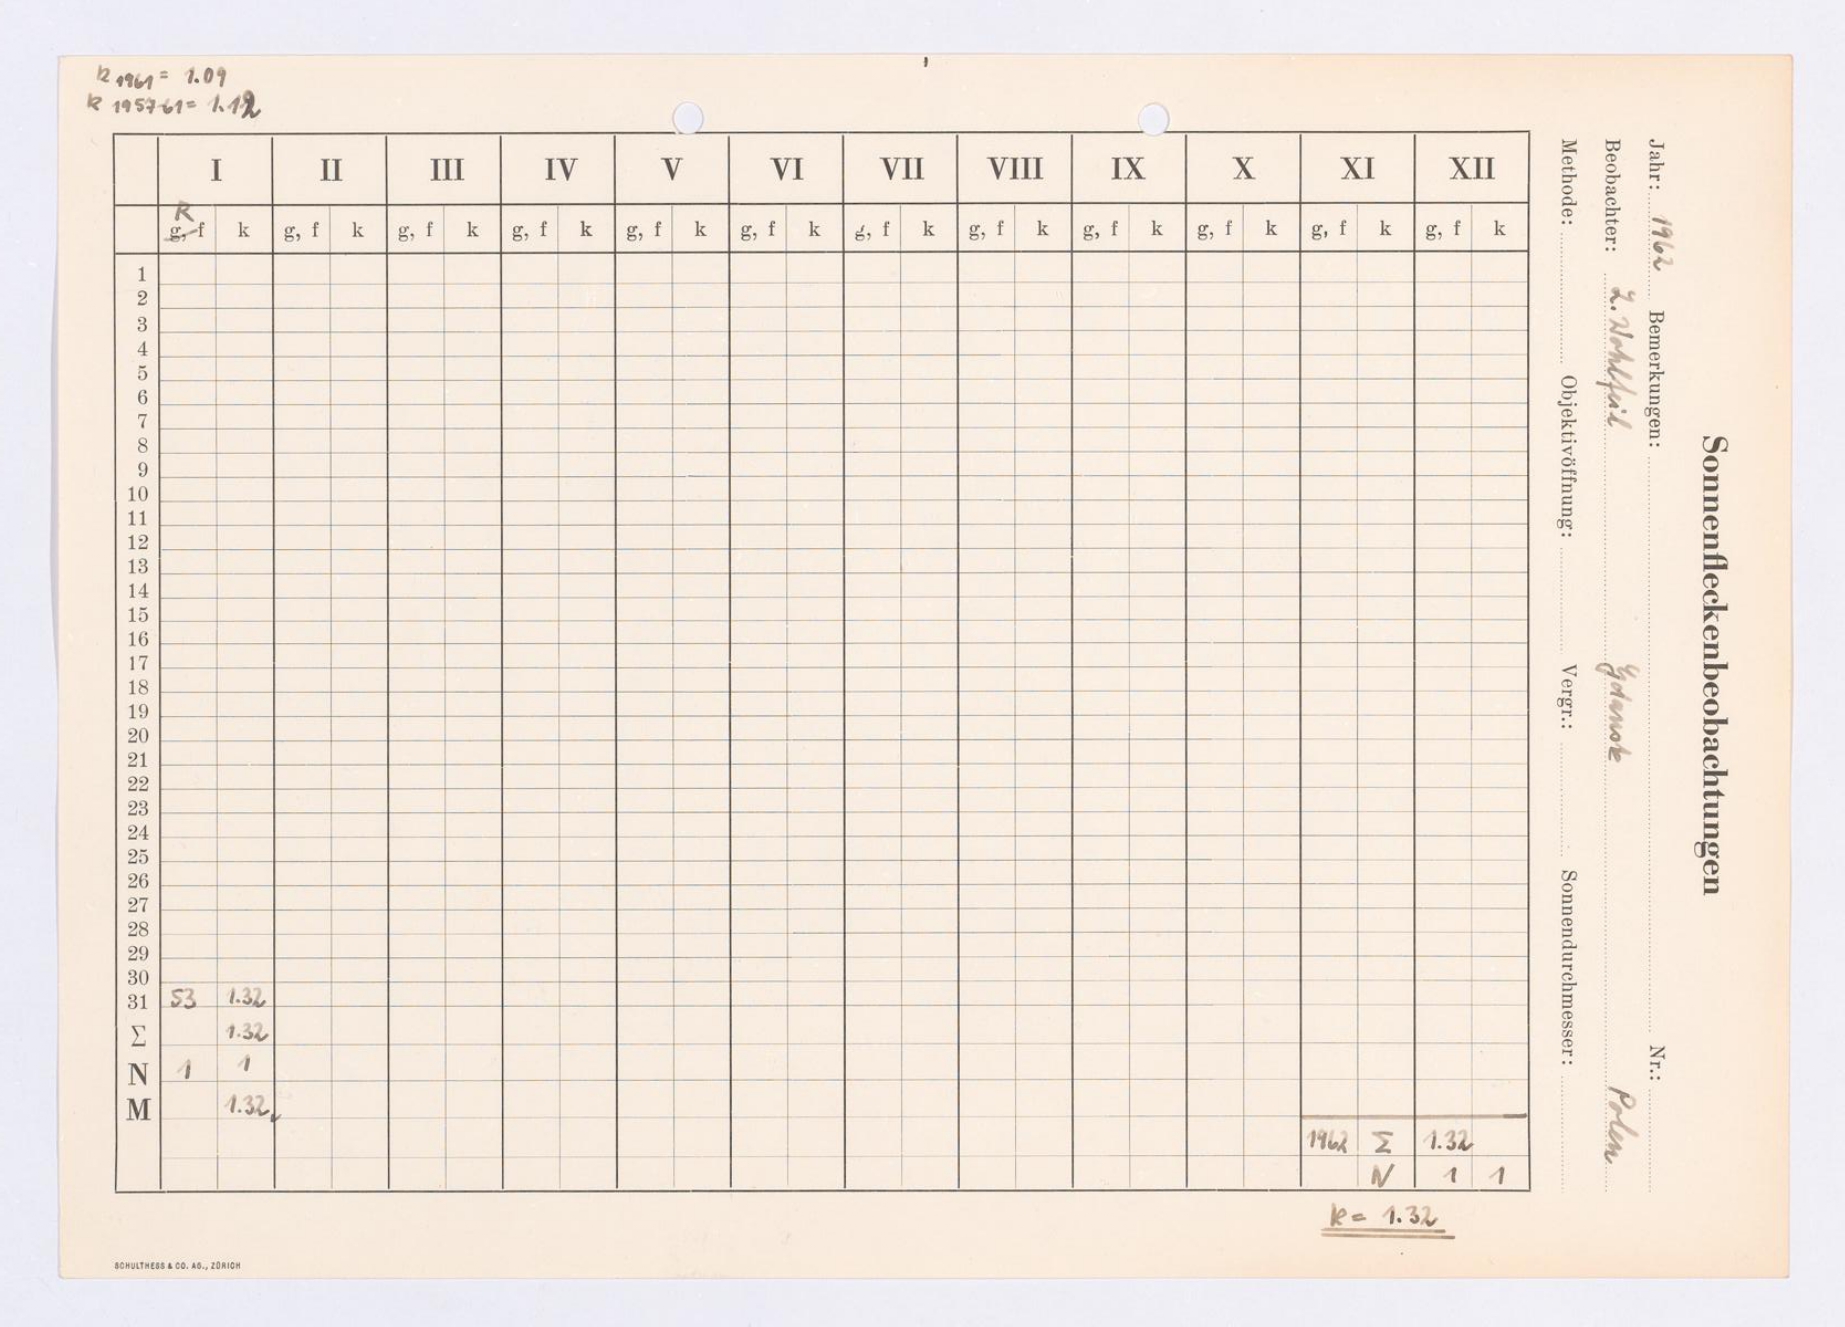 k 1961 = 1.09
k 1957-61 = 1.12
I II III IV V VI VII VIII IX X XI XII
R
g, f k g, f k g, f k g, f k g, f k g, f k g, f k g, f k g, f k g, f k g, f k g, f k
1
2
3
4
5
6
7
8
9
10
11
12
13
14
15
16
17
18
19
20
21
22
23
24
25
26
27
28
29
30
31 53 1.32
Σ 1.32
N 1 1
M 1.32
1962 Σ 1.32
N 1 1
k = 1.32
SCHULTHESS & CO. AG., ZÜRICH
Sonnenfleckenbeobachtungen
Jahr: 1962 Bemerkungen: Nr.:
Beobachter: Z. Wohlfeil Gdansk Polen
Methode: Objektivöffnung: Vergr.: Sonnendurchmesser: